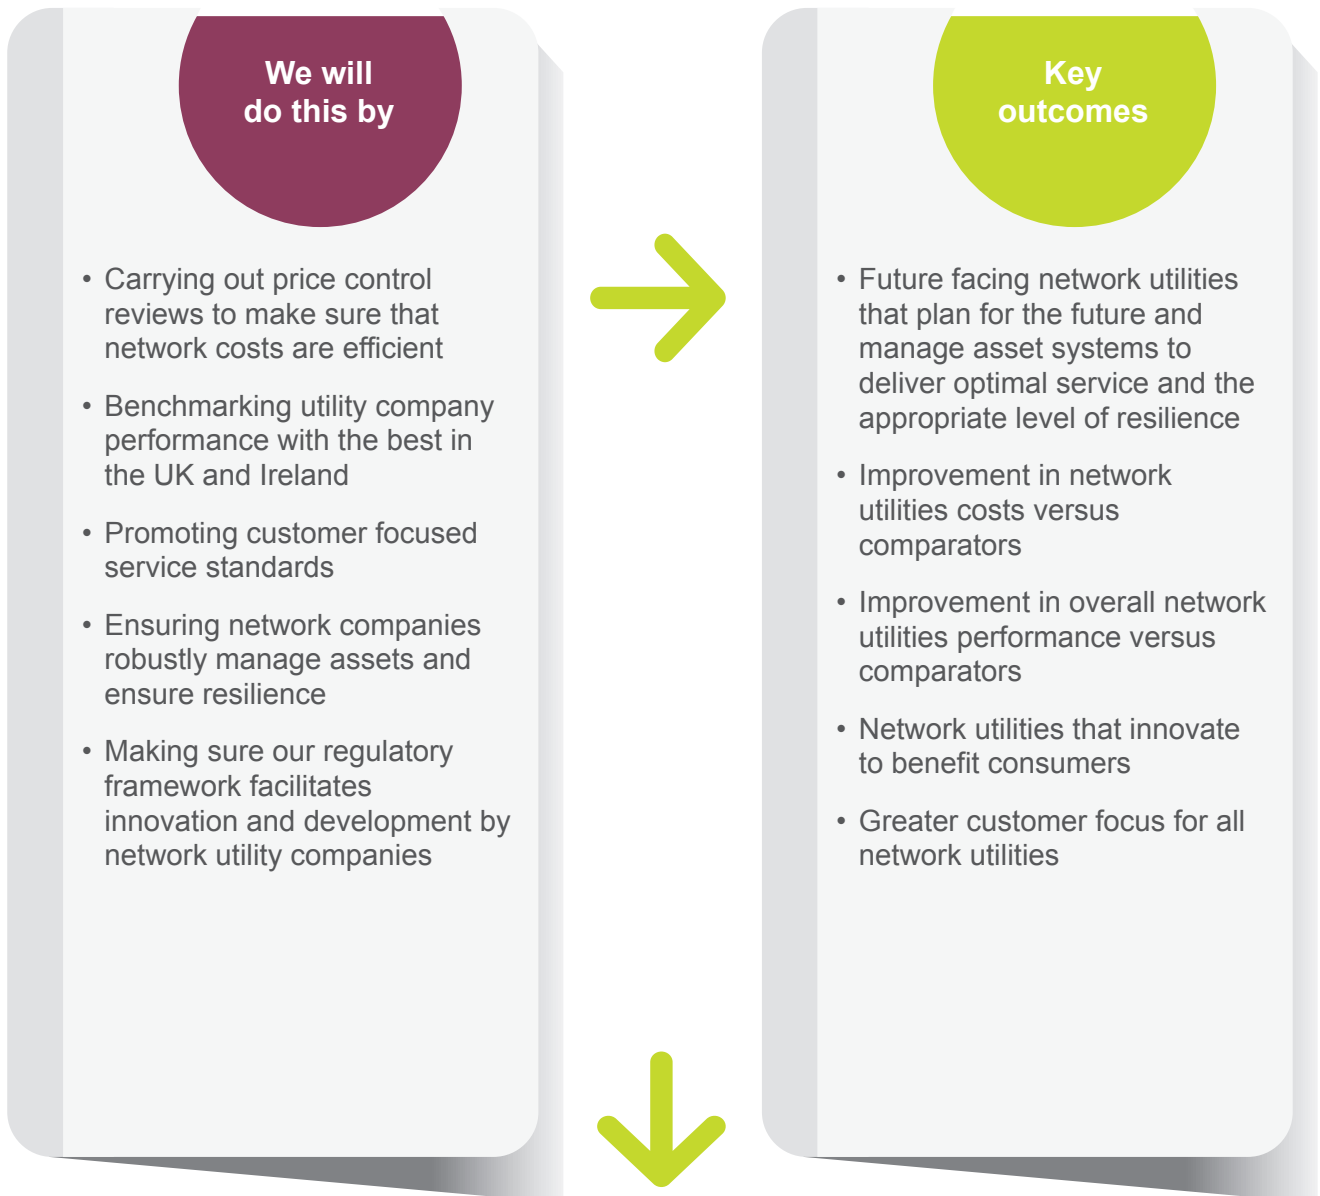 We will
do this by
• Carrying out price control
reviews to make sure that
network costs are efficient
• Benchmarking utility company
performance with the best in
the UK and Ireland
• Promoting customer focused
service standards
• Ensuring network companies
robustly manage assets and
ensure resilience
• Making sure our regulatory
framework facilitates
innovation and development by
network utility companies
Key
outcomes
• Future facing network utilities
that plan for the future and
manage asset systems to
deliver optimal service and the
appropriate level of resilience
• Improvement in network
utilities costs versus
comparators
• Improvement in overall network
utilities performance versus
comparators
• Network utilities that innovate
to benefit consumers
• Greater customer focus for all
network utilities